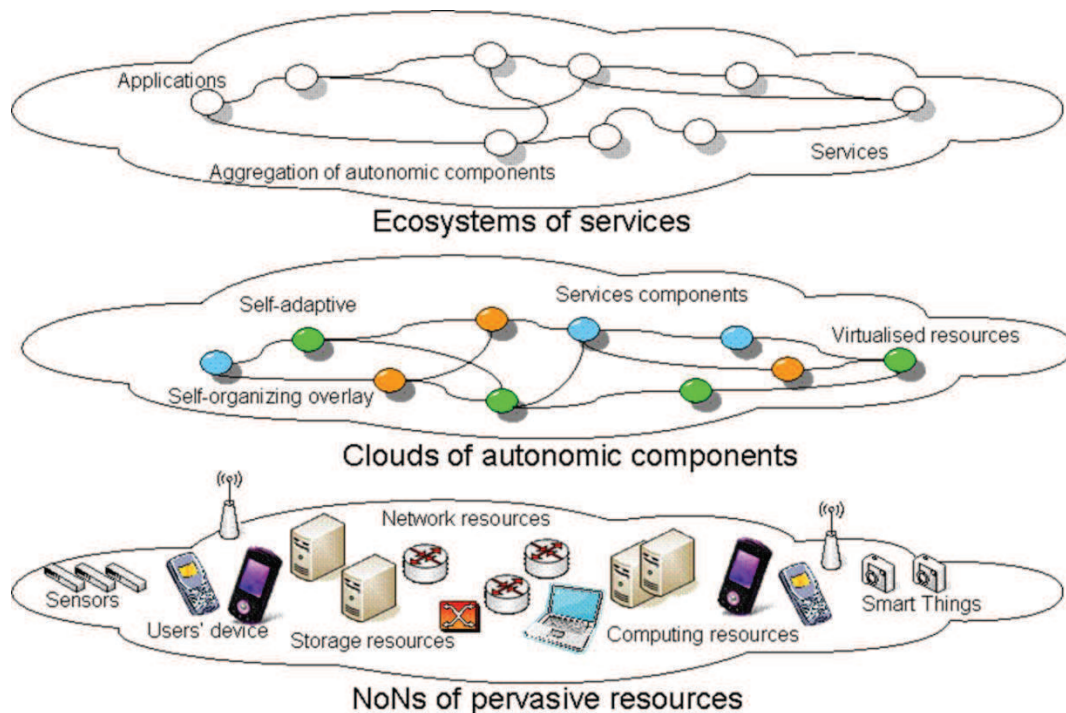 Applications
Aggregation of autonomic components
Services
Ecosystems of services
Self-adaptive
Services components
Virtualised resources
Self-organizing overlay
Clouds of autonomic components
Network resources
Sensors
Users' device
Storage resources
Computing resources
Smart Things
NoNs of pervasive resources